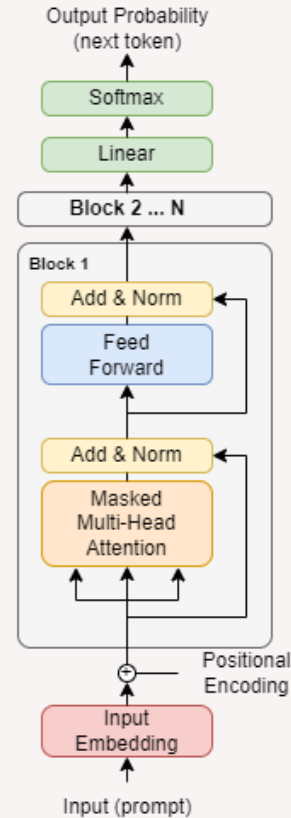 Output Probability
(next token)
Softmax
Linear
Block 2 ... N
Block 1
Add & Norm
Feed
Forward
Add & Norm
Masked
Multi-Head
Attention
Positional
Encoding
Input
Embedding
Input (prompt)